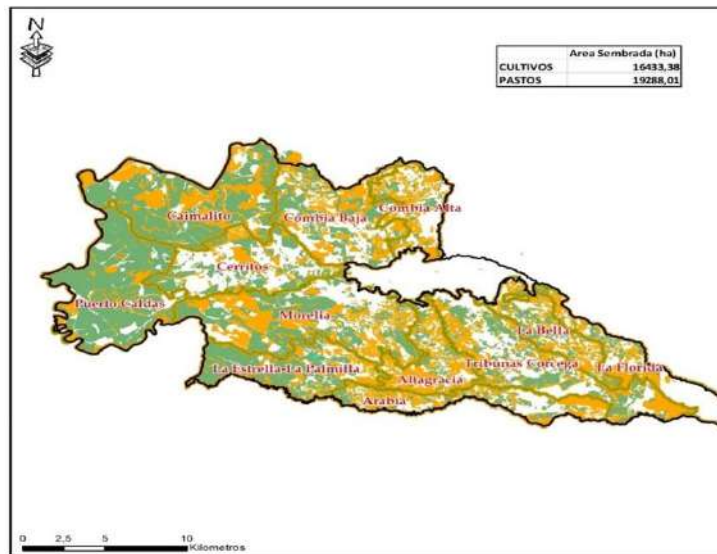 N
Area Sembrada (ha)
CULTIVOS 16433,38
PASTOS 19288,01
Caimalito
Combia Baja
Combia Alta
Cerritos
Puerto Caldas
Morelia
La Bella
La Estrella-La Palmilla
Tribunas Corcega
La Florida
Altagracia
Arabia
0 2,5 5 10
Kilometros